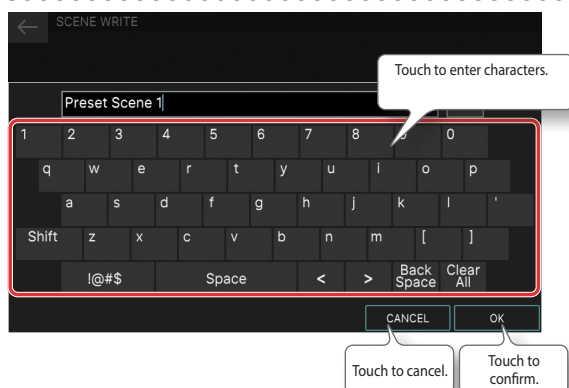 SCENE WRITE
Touch to enter characters.
Preset Scene 1
1 2 3 4 5 6 7 8 9 0
q w e r t y u i o p
a s d f g h j k l '
Shift z x c v b n m [ ]
!@#$ Space < > Back Space Clear All
CANCEL OK
Touch to cancel.
Touch to
confirm.